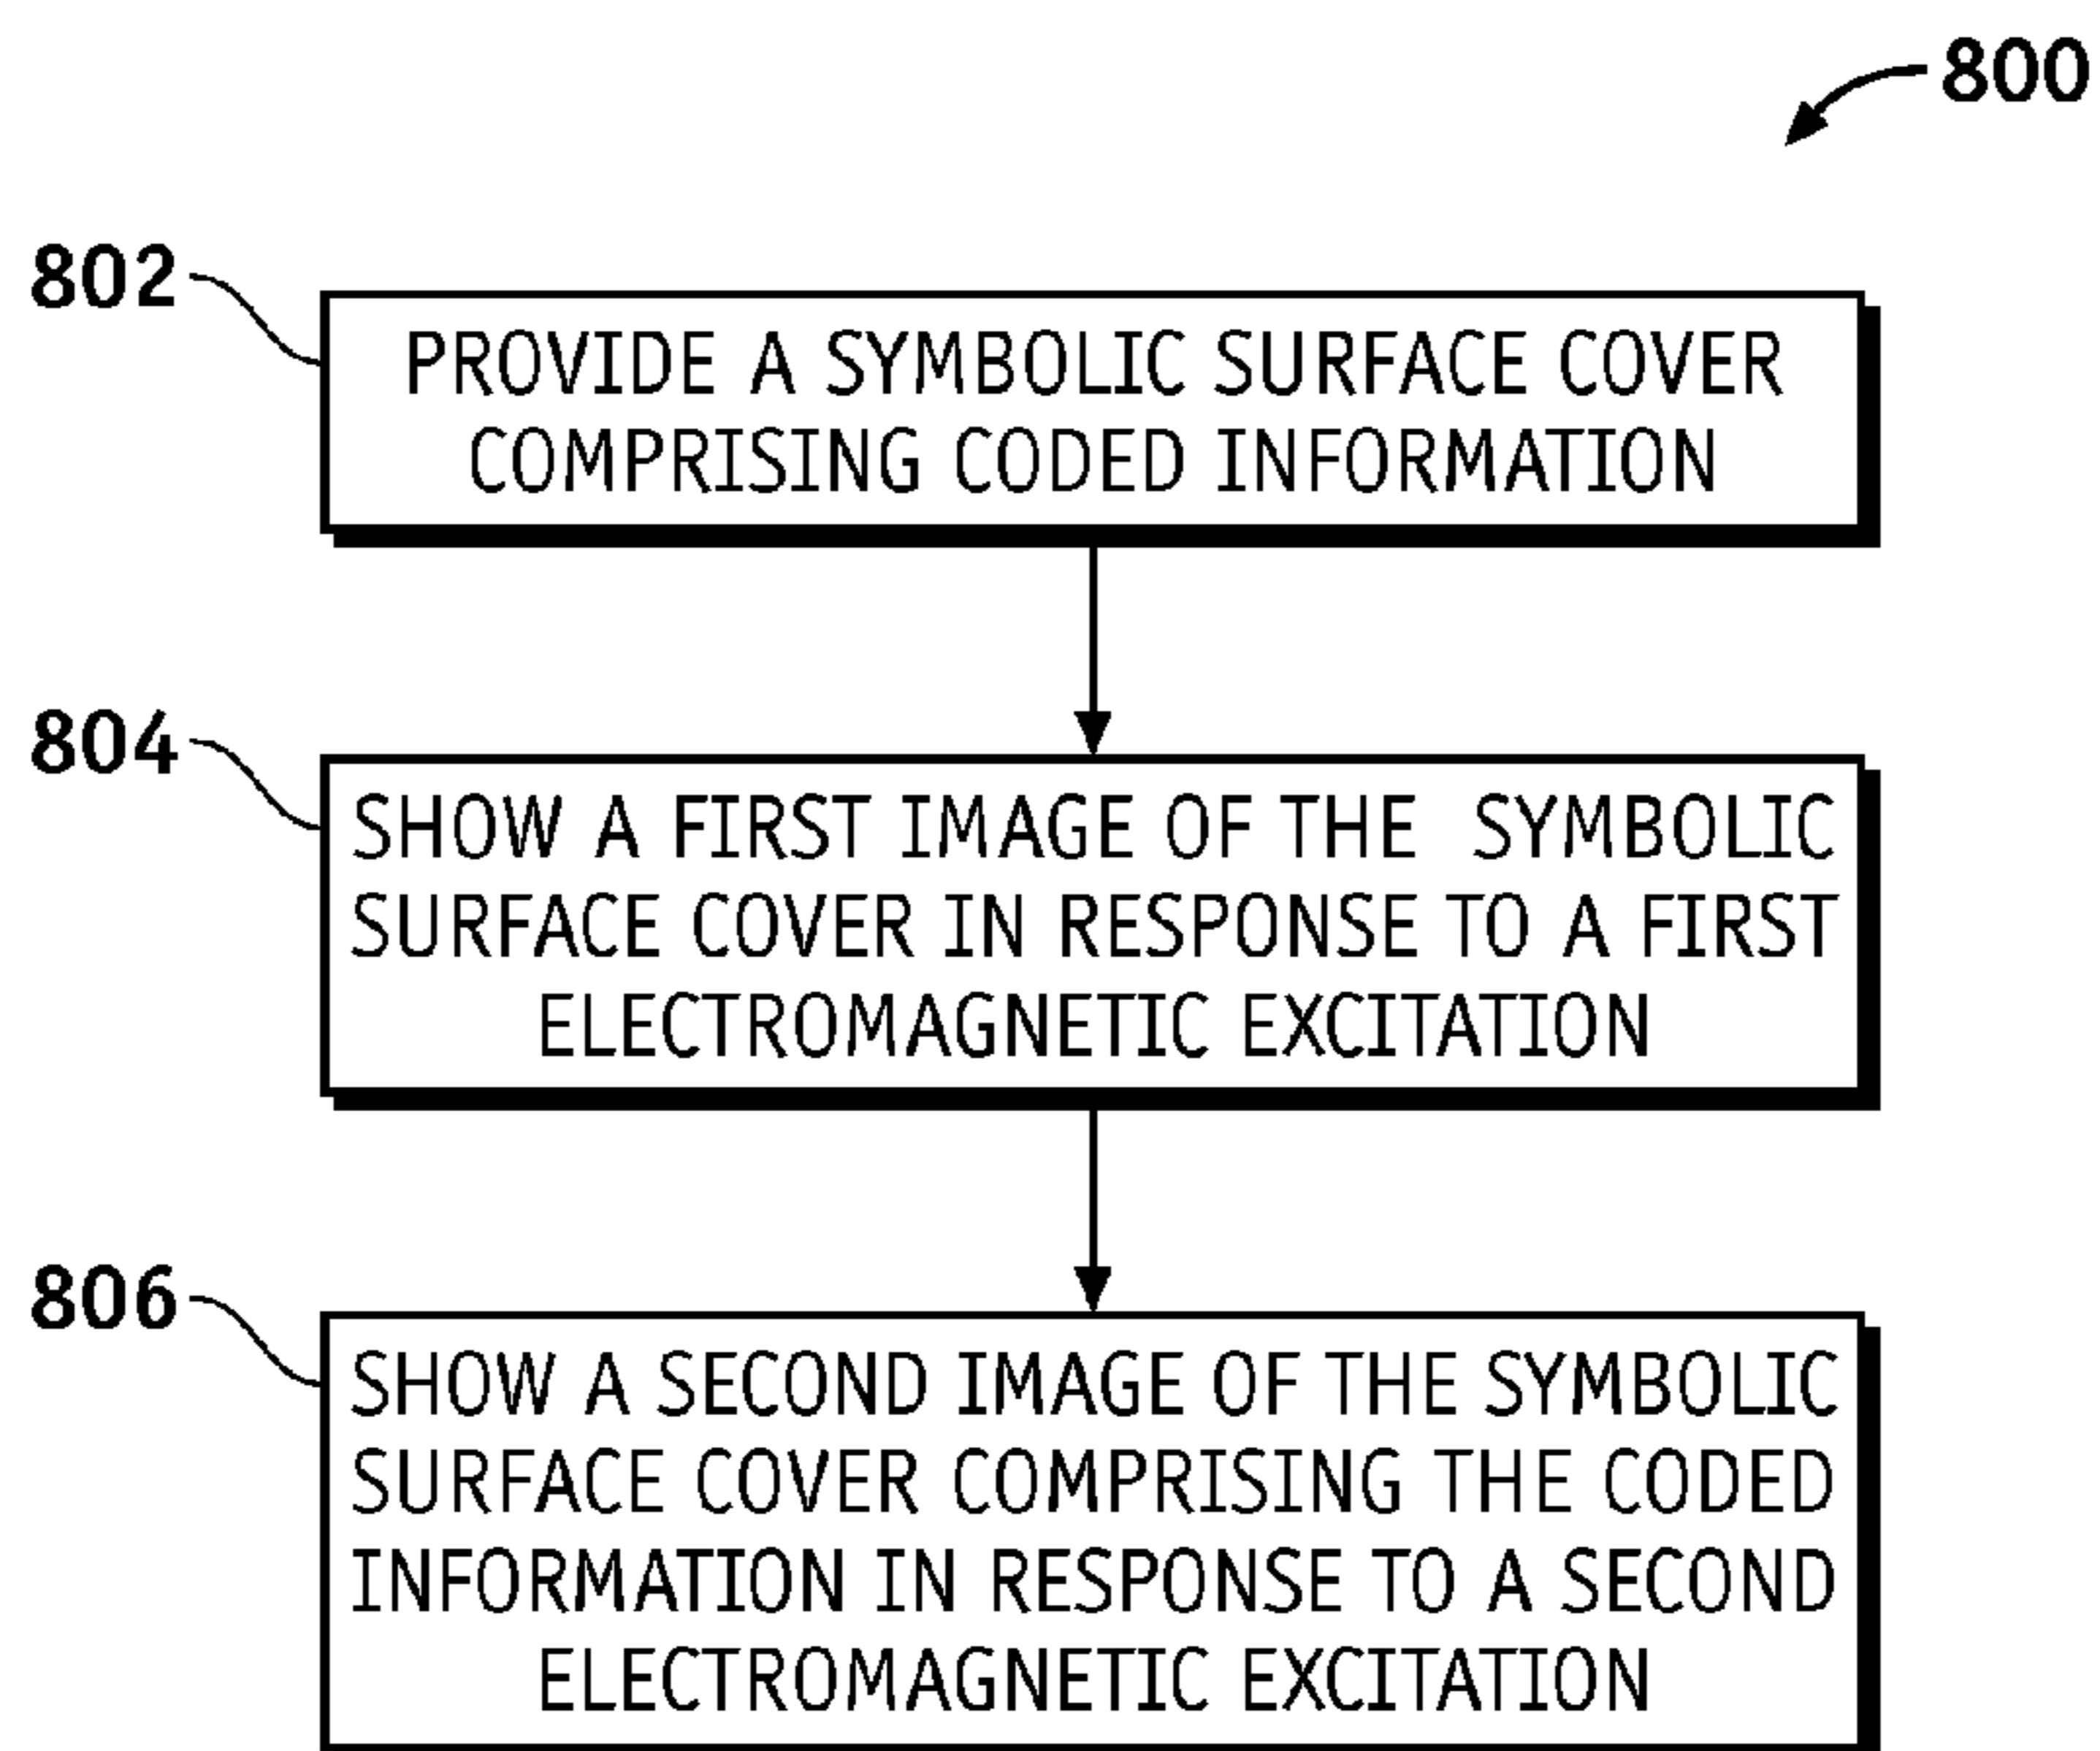 800
802
PROVIDE A SYMBOLIC SURFACE COVER
COMPRISING CODED INFORMATION
804
SHOW A FIRST IMAGE OF THE SYMBOLIC
SURFACE COVER IN RESPONSE TO A FIRST
ELECTROMAGNETIC EXCITATION
806
SHOW A SECOND IMAGE OF THE SYMBOLIC
SURFACE COVER COMPRISING THE CODED
INFORMATION IN RESPONSE TO A SECOND
ELECTROMAGNETIC EXCITATION